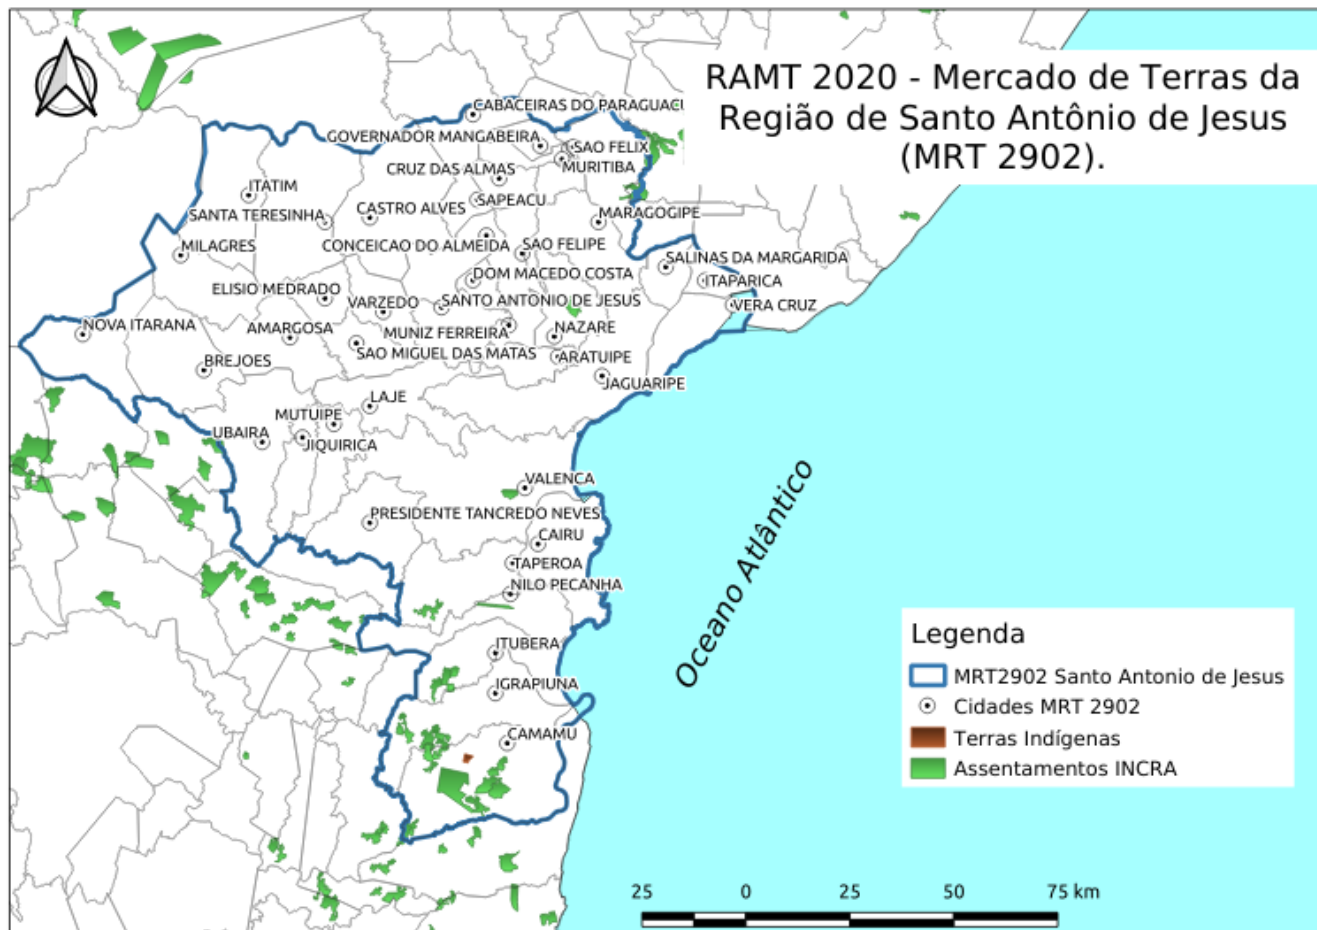 RAMT 2020 - Mercado de Terras da
Região de Santo Antônio de Jesus
(MRT 2902).
CABACEIRAS DO PARAGUACU
GOVERNADOR MANGABEIRA
SAO FELIX
MURITIBA
CRUZ DAS ALMAS
ITATIM
SAPEACU
SANTA TERESINHA
CASTRO ALVES
MARAGOGIPE
MILAGRES
CONCEICAO DO ALMEIDA
SAO FELIPE
SALINAS DA MARGARIDA
DOM MACEDO COSTA
ITAPARICA
ELISIO MEDRADO
VARZEDO
SANTO ANTONIO DE JESUS
VERA CRUZ
NOVA ITARANA
AMARGOSA
MUNIZ FERREIRA
NAZARE
BREJOES
SAO MIGUEL DAS MATAS
ARATUIPE
JAGUARIPE
LAJE
MUTUIPE
UBAIRA
JIQUIRICA
VALENCA
PRESIDENTE TANCREDO NEVES
CAIRU
TAPEROA
NILO PECANHA
Oceano Atlântico
ITUBERA
IGRAPIUNA
CAMAMU
Legenda
MRT2902 Santo Antonio de Jesus
Cidades MRT 2902
Terras Indígenas
Assentamentos INCRA
25 0 25 50 75 km